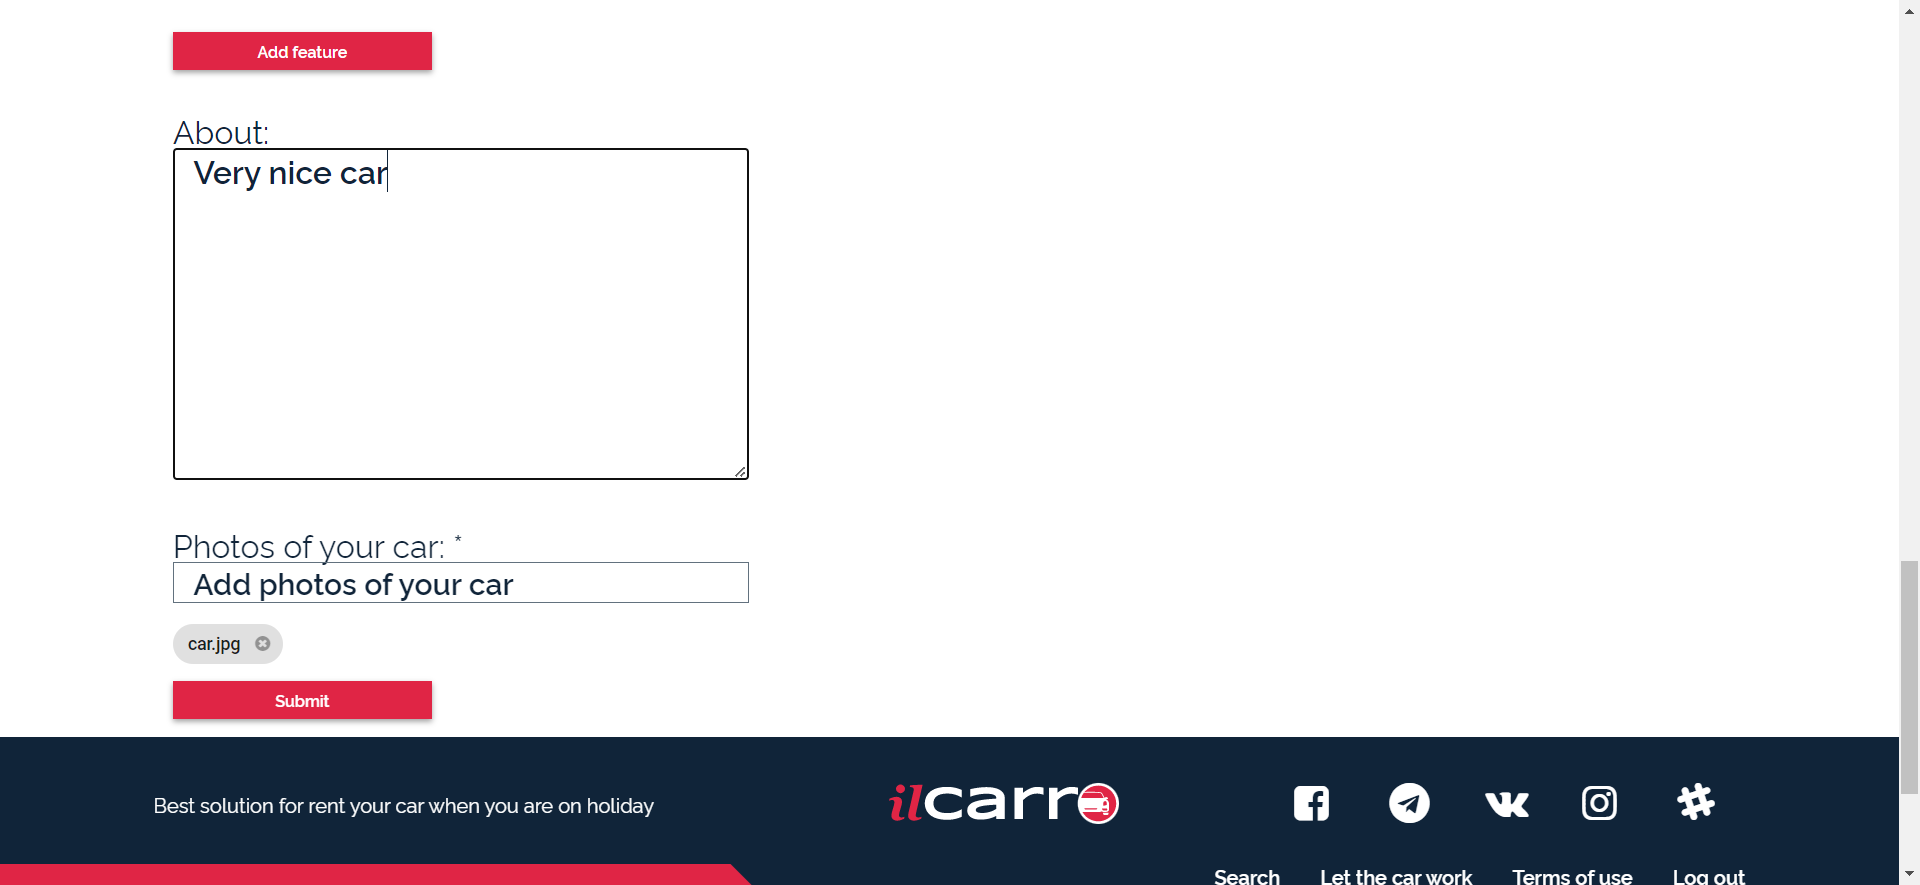 Add feature
About:
Very nice car
Photos of your car: *
Add photos of your car
car.jpg
Submit
Best solution for rent your car when you are on holiday
ilcarro
Search Let the car work Terms of use Log out